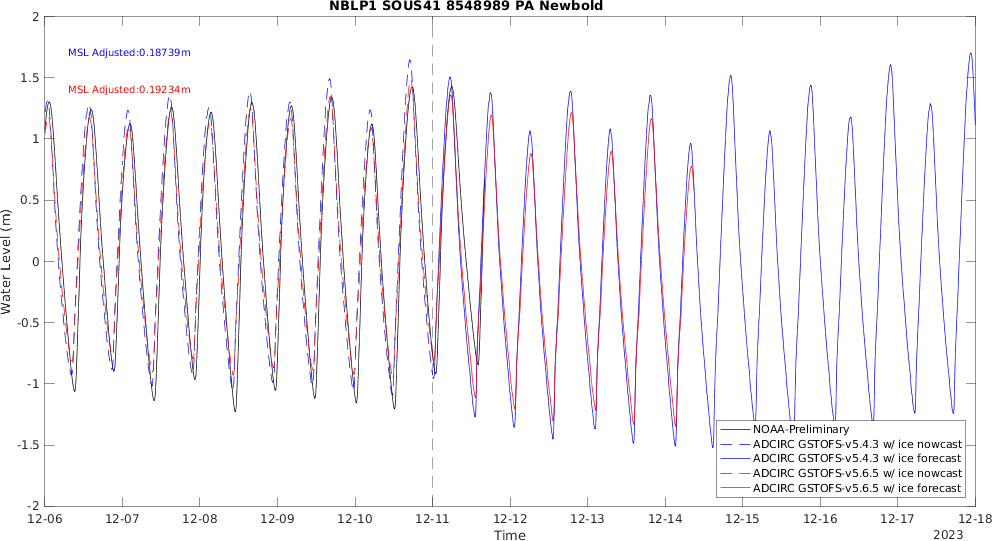 NBLP1 SOUS41 8548989 PA Newbold
2
1.5
1
0.5
0
-0.5
-1
-1.5
-2
Water Level (m)
MSL Adjusted:0.18739m
MSL Adjusted:0.19234m
NOAA-Preliminary
ADCIRC GSTOFS-v5.4.3 w/ ice nowcast
ADCIRC GSTOFS-v5.4.3 w/ ice forecast
ADCIRC GSTOFS-v5.6.5 w/ ice nowcast
ADCIRC GSTOFS-v5.6.5 w/ ice forecast
12-06 12-07 12-08 12-09 12-10 12-11 12-12 12-13 12-14 12-15 12-16 12-17 12-18
Time
2023